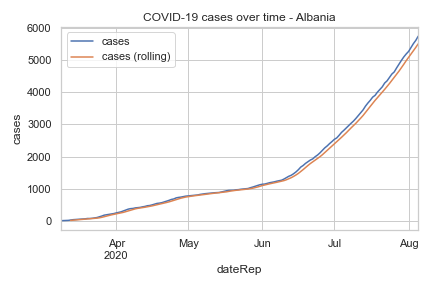 COVID-19 cases over time - Albania
cases
cases (rolling)
6000
5000
4000
3000
2000
1000
0
cases
Apr
2020
May
Jun
Jul
Aug
dateRep